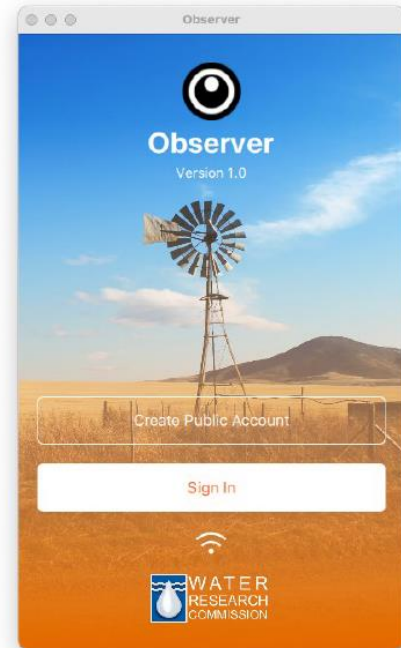 Observer
Observer
Version 1.0
Create Public Account
Sign In
WATER
RESEARCH
COMMISSION